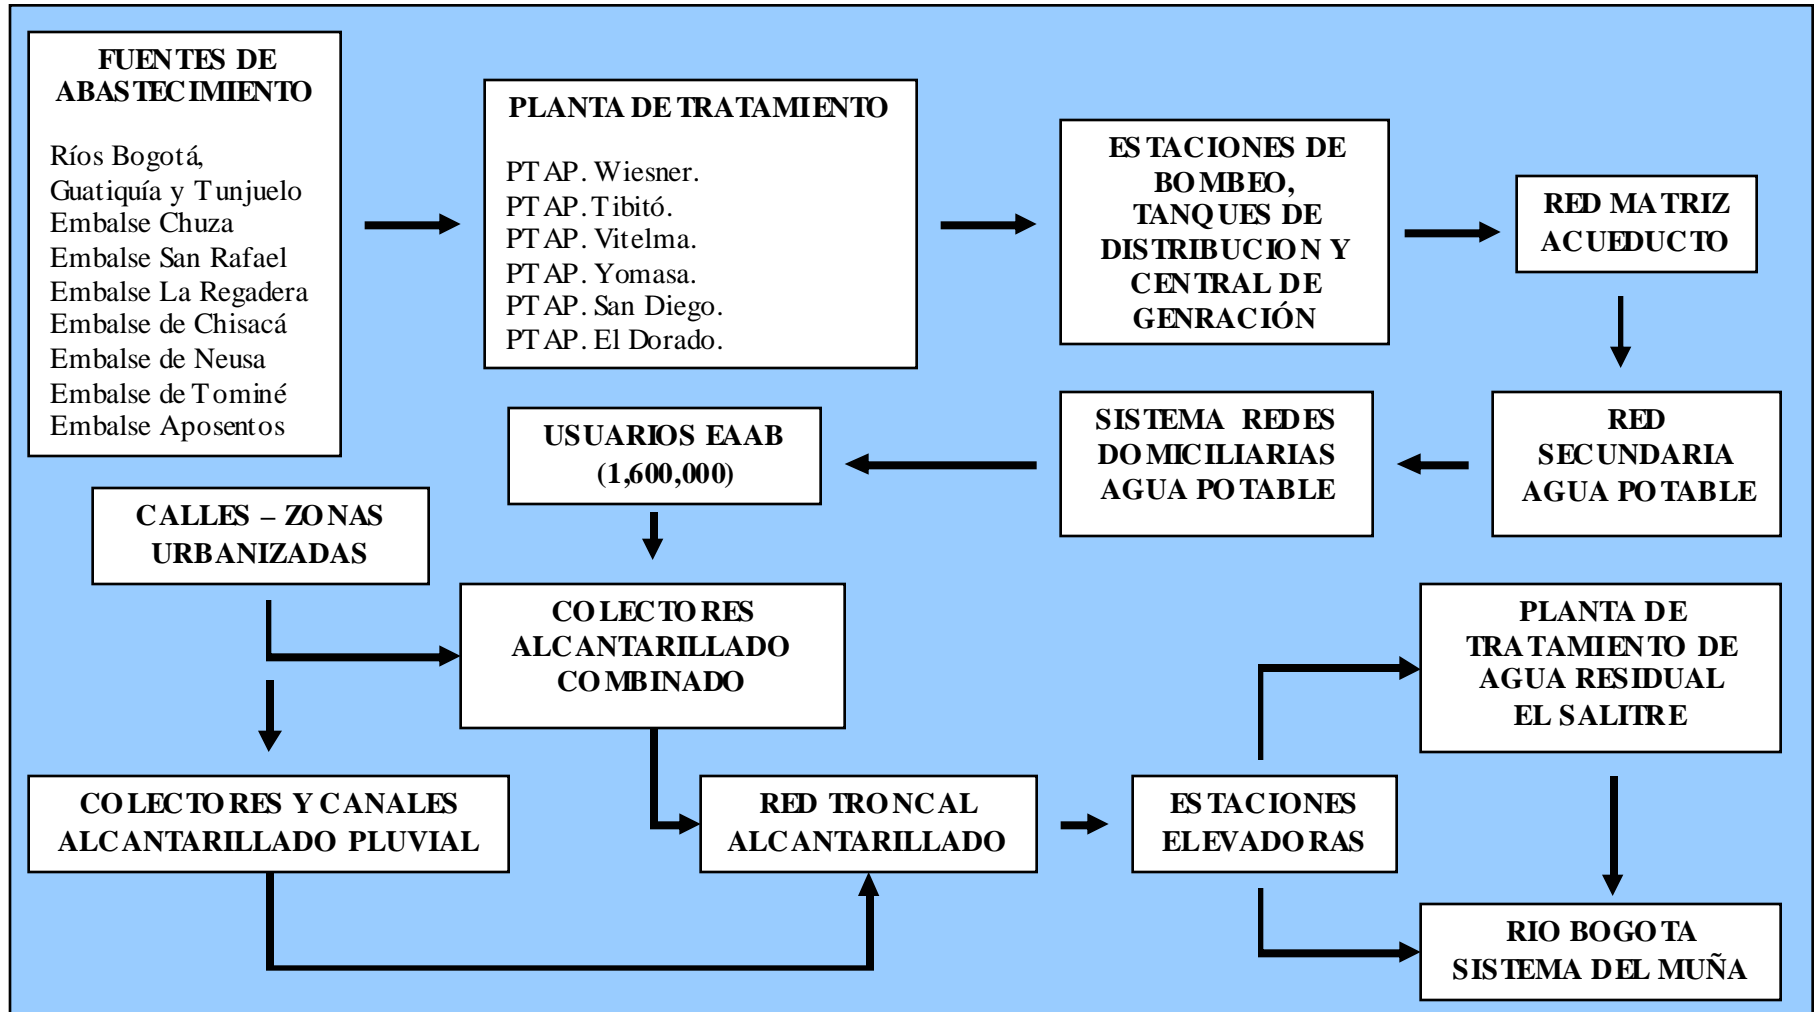 FUENTES DE
ABASTECIMIENTO
Ríos Bogotá,
Guatiquía y Tunjuelo
Embalse Chuza
Embalse San Rafael
Embalse La Regadera
Embalse de Chisacá
Embalse de Neusa
Embalse de Tominé
Embalse Aposentos
PLANTA DE TRATAMIENTO
PTAP. Wiesner.
PTAP. Tibitó.
PTAP. Vitelma.
PTAP. Yomasa.
PTAP. San Diego.
PTAP. El Dorado.
ESTACIONES DE
BOMBEO,
TANQUES DE
DISTRIBUCION Y
CENTRAL DE
GENRACIÓN
RED MATRIZ
ACUEDUCTO
RED
SECUNDARIA
AGUA POTABLE
SISTEMA REDES
DOMICILIARIAS
AGUA POTABLE
USUARIOS EAAB
(1,600,000)
CALLES – ZONAS
URBANIZADAS
COLECTORES
ALCANTARILLADO
COMBINADO
COLECTORES Y CANALES
ALCANTARILLADO PLUVIAL
RED TRONCAL
ALCANTARILLADO
ESTACIONES
ELEVADORAS
PLANTA DE
TRATAMIENTO DE
AGUA RESIDUAL
EL SALITRE
RIO BOGOTA
SISTEMA DEL MUÑA